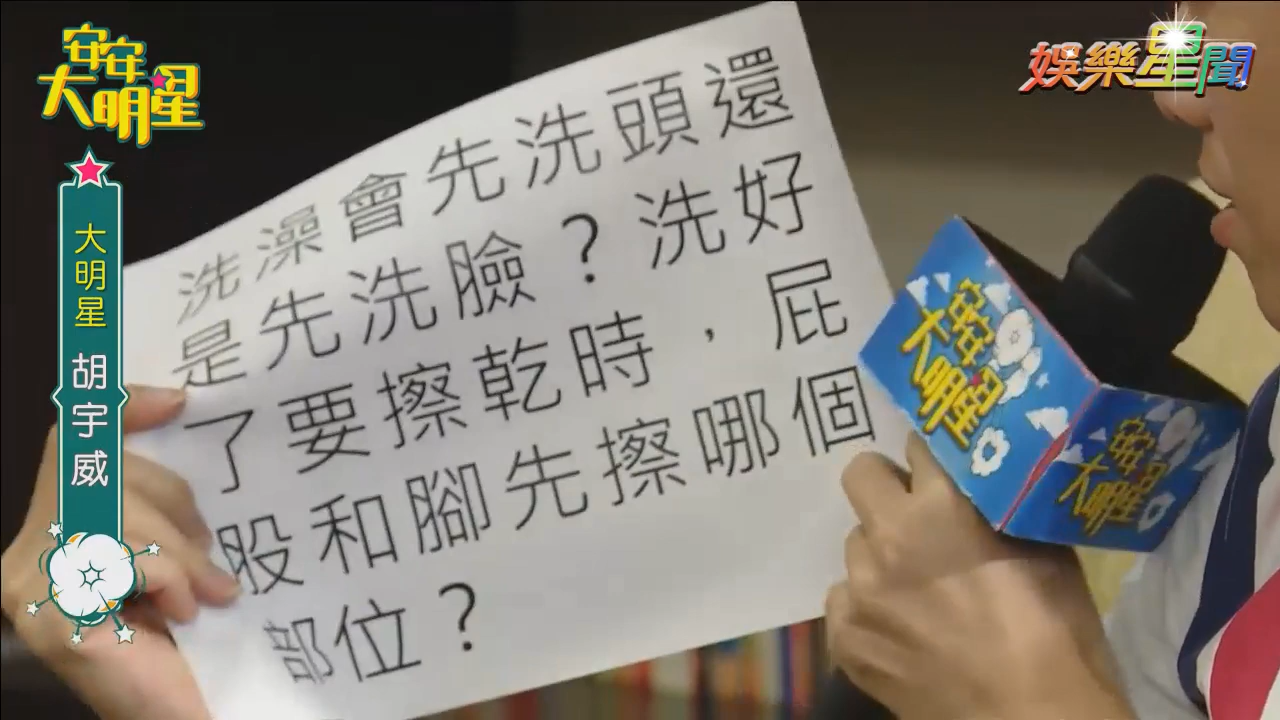 安安
大明星
大明星 胡宇威
娛樂星聞
洗澡會先洗頭還
是先洗臉？洗好
了要擦乾時，屁
股和腳先擦哪個
部位？
安安
大明星
安安
大明星